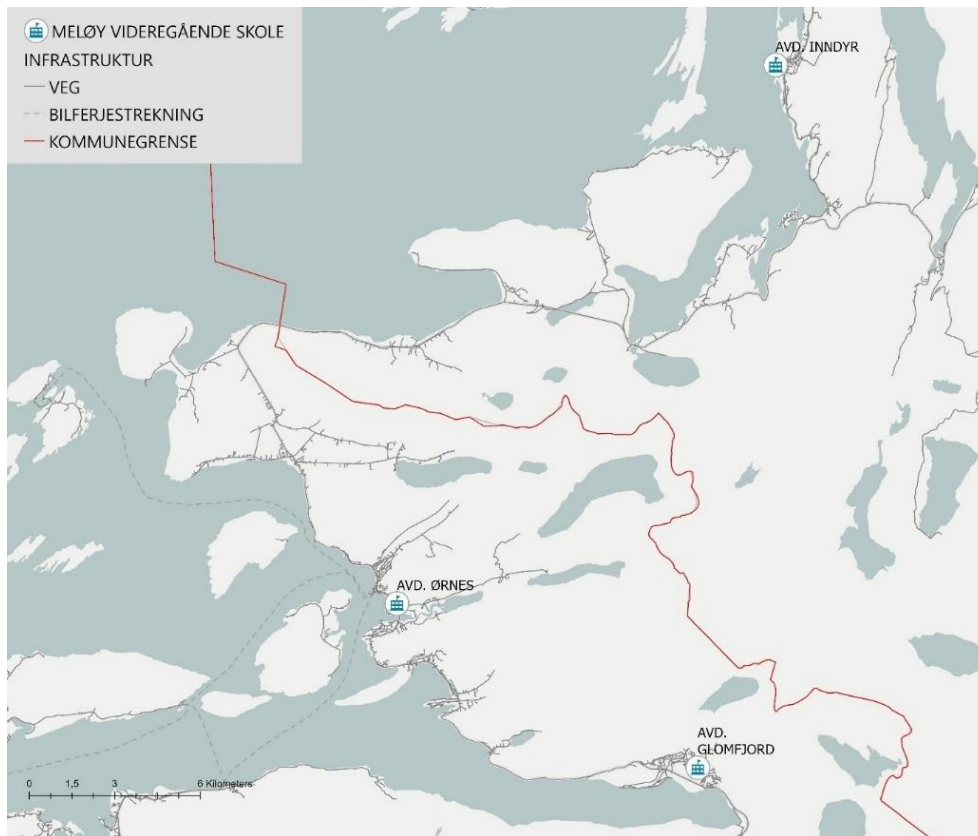 MELØY VIDEREGÅENDE SKOLE
INFRASTRUKTUR
VEG
BILFERJESTREKNING
KOMMUNEGRENSE
AVD. INNDYR
AVD. ØRNES
AVD.
GLOMFJORD
0 1,5 3 6 Kilometers